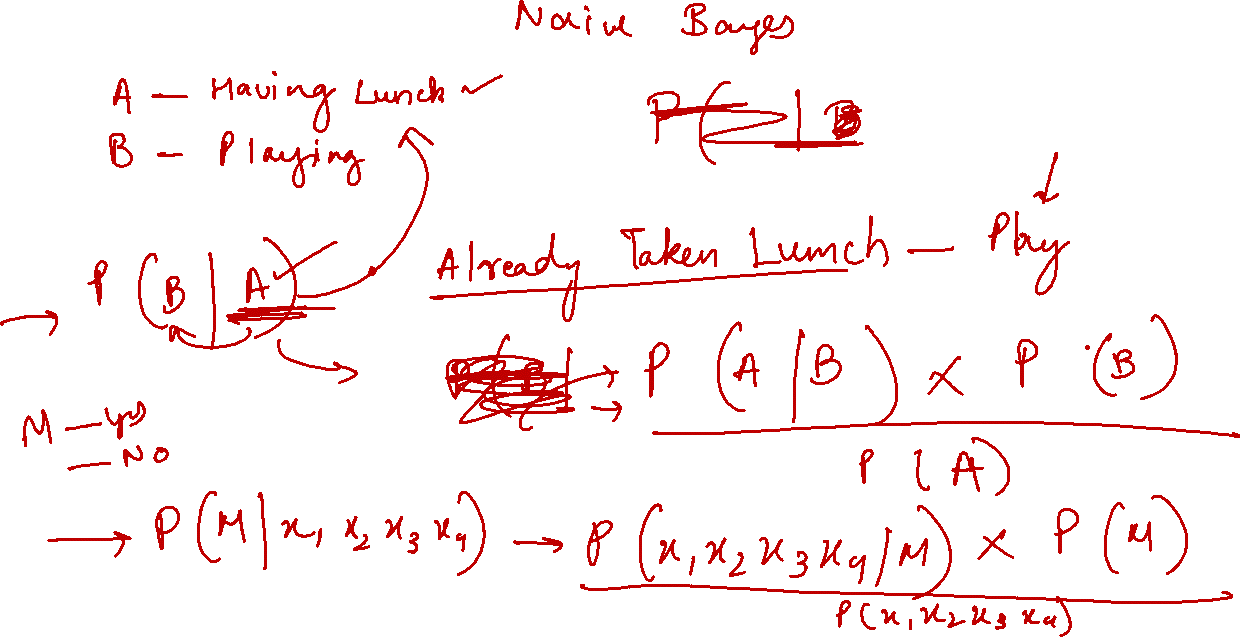 Naive Bayes
A — Having Lunch ✓
B — Playing
P(B|A)
Already Taken Lunch — Play
P(A|B) × P(B)
P(A)
M — yes
— NO
→ P(M|x₁ x₂ x₃ x₄) → P(x₁ x₂ x₃ x₄/M) × P(M)
P(x₁ x₂ x₃ x₄)